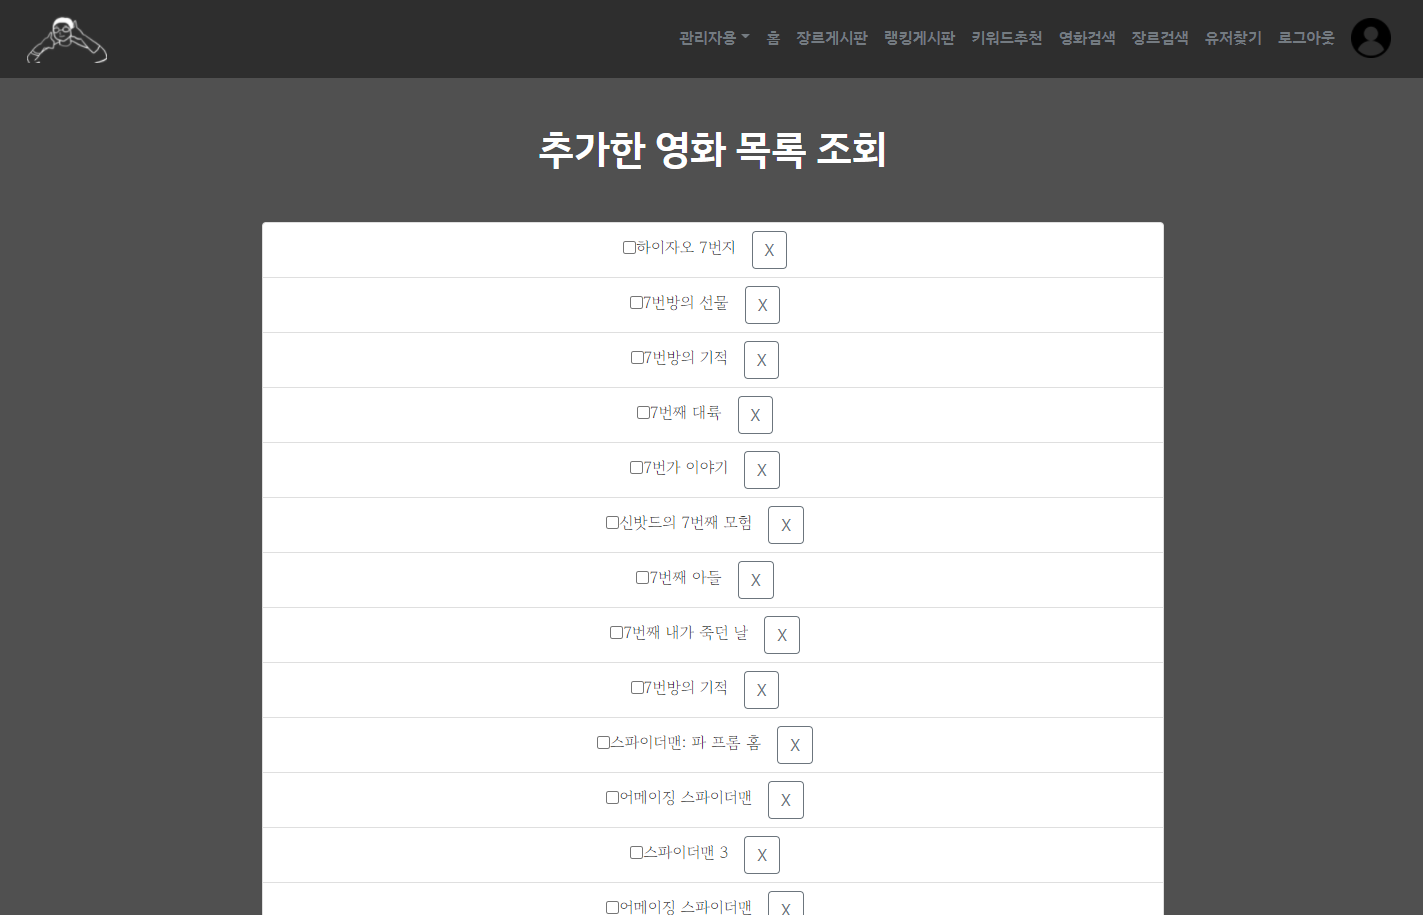 관리자용 홈 장르게시판 랭킹게시판 키워드추천 영화검색 장르검색 유저찾기 로그아웃
추가한 영화 목록 조회
하이자오 7번지 X
7번방의 선물 X
7번방의 기적 X
7번째 대륙 X
7번가 이야기 X
신밧드의 7번째 모험 X
7번째 아들 X
7번째 내가 죽던 날 X
7번방의 기적 X
스파이더맨: 파 프롬 홈 X
어메이징 스파이더맨 X
스파이더맨 3 X
어메이징 스파이더맨 X